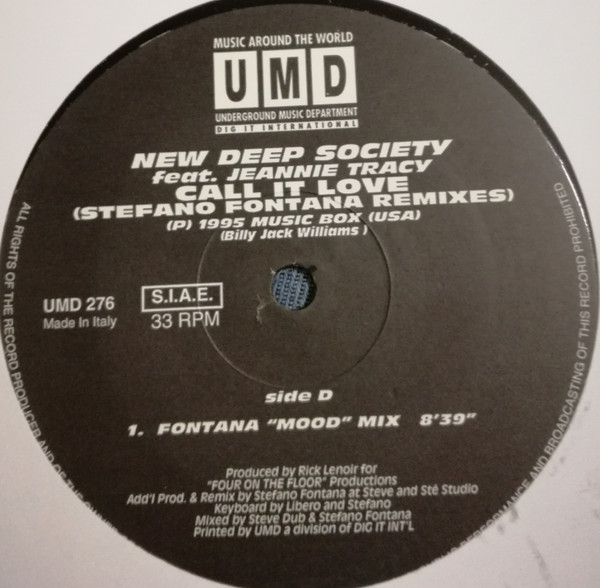 MUSIC AROUND THE WORLD
UMD
UNDERGROUND MUSIC DEPARTMENT
DIG IT INTERNATIONAL
NEW DEEP SOCIETY
feat. JEANNIE TRACY
CALL IT LOVE
(STEFANO FONTANA REMIXES)
(P) 1995 MUSIC BOX (USA)
(Billy Jack Williams)
UMD 276
Made in Italy
S.I.A.E.
33 RPM
side D
1. FONTANA "MOOD" MIX 8'39"
Produced by Rick Lenoir for
"FOUR ON THE FLOOR" Productions
Add'l Prod. & Remix by Stefano Fontana at Steve and Sté Studio
Keyboard by Libero and Stefano
Mixed by Steve Dub & Stefano Fontana
Printed by UMD a division of DIG IT INT'L
ALL RIGHTS OF THE RECORD PRODUCER AND OF THE
PERFORMANCE AND BROADCASTING OF THIS RECORD PROHIBITED